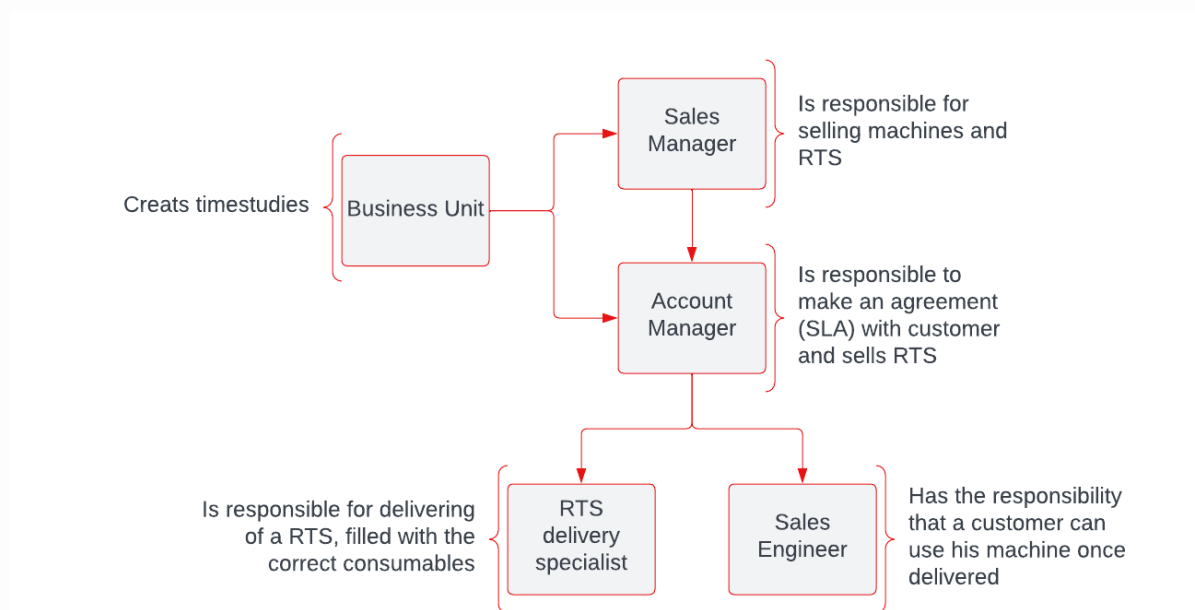 Sales
Manager
Is responsible for
selling machines and
RTS
Creats timestudies
Business Unit
Account
Manager
Is responsible to
make an agreement
(SLA) with customer
and sells RTS
Is responsible for delivering
of a RTS, filled with the
correct consumables
RTS
delivery
specialist
Sales
Engineer
Has the responsibility
that a customer can
use his machine once
delivered